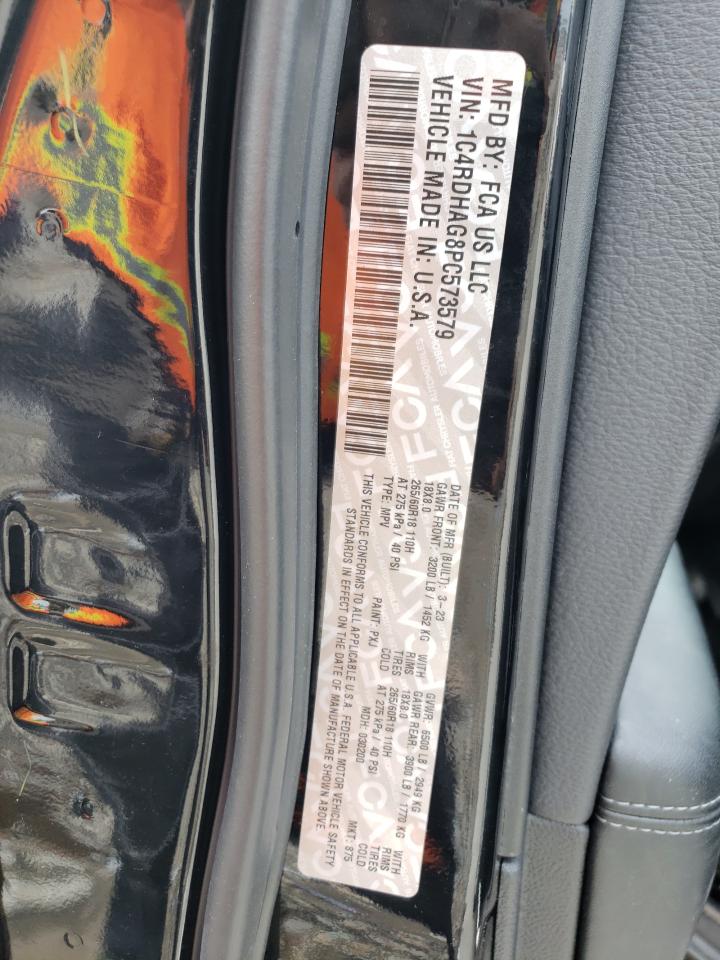 MFD BY: FCA US LLC
VIN: 1C4RDHAG8PC573579
VEHICLE MADE IN: U.S.A.
DATE OF MFR (BUILT): 3-23 GVWR: 6500 LB / 2949 KG
GAWR FRONT: 3200 LB / 1452 KG WITH GAWR REAR: 3900 LB / 1770 KG WITH
18X8.0 RIMS 18X8.0 RIMS
265/60R18 110H TIRES 265/60R18 110H TIRES
AT 275 kPa / 40 PSI COLD AT 275 kPa / 40 PSI COLD
TYPE: MPV PAINT: PXJ MDH: 030200 MKT: 875
THIS VEHICLE CONFORMS TO ALL APPLICABLE U.S.A. FEDERAL MOTOR VEHICLE SAFETY
STANDARDS IN EFFECT ON THE DATE OF MANUFACTURE SHOWN ABOVE.